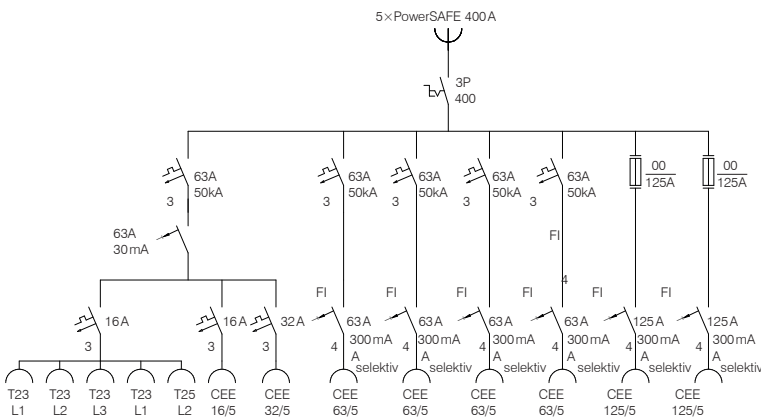 5×PowerSAFE 400A
3P
400
63A
50kA
3
63A
50kA
3
63A
50kA
3
63A
50kA
3
63A
50kA
3
00
125A
00
125A
63A
30mA
FI
4
FI
FI
FI
FI
FI
FI
16A
3
16A
3
32A
3
63A
300mA
4
A
selektiv
63A
300mA
4
A
selektiv
63A
300mA
4
A
selektiv
63A
300mA
4
A
selektiv
125A
300mA
4
A
selektiv
125A
300mA
4
A
selektiv
T23
L1
T23
L2
T23
L3
T23
L1
T25
L2
CEE
16/5
CEE
32/5
CEE
63/5
CEE
63/5
CEE
63/5
CEE
63/5
CEE
125/5
CEE
125/5